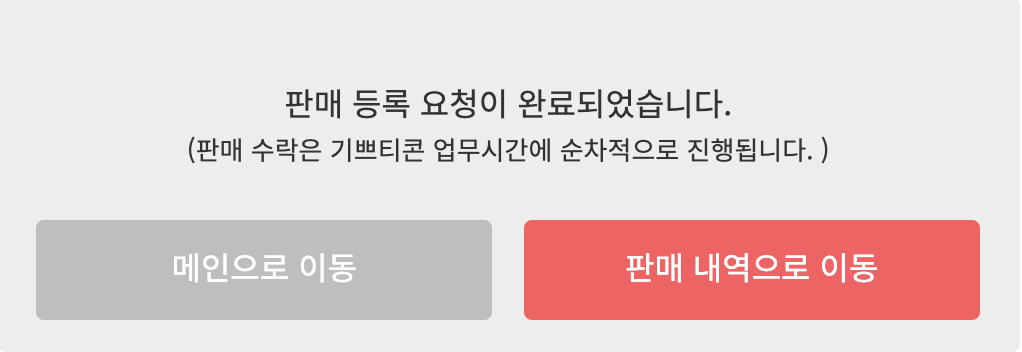 판매 등록 요청이 완료되었습니다.
(판매 수락은 기쁘티콘 업무시간에 순차적으로 진행됩니다. )
메인으로 이동
판매 내역으로 이동